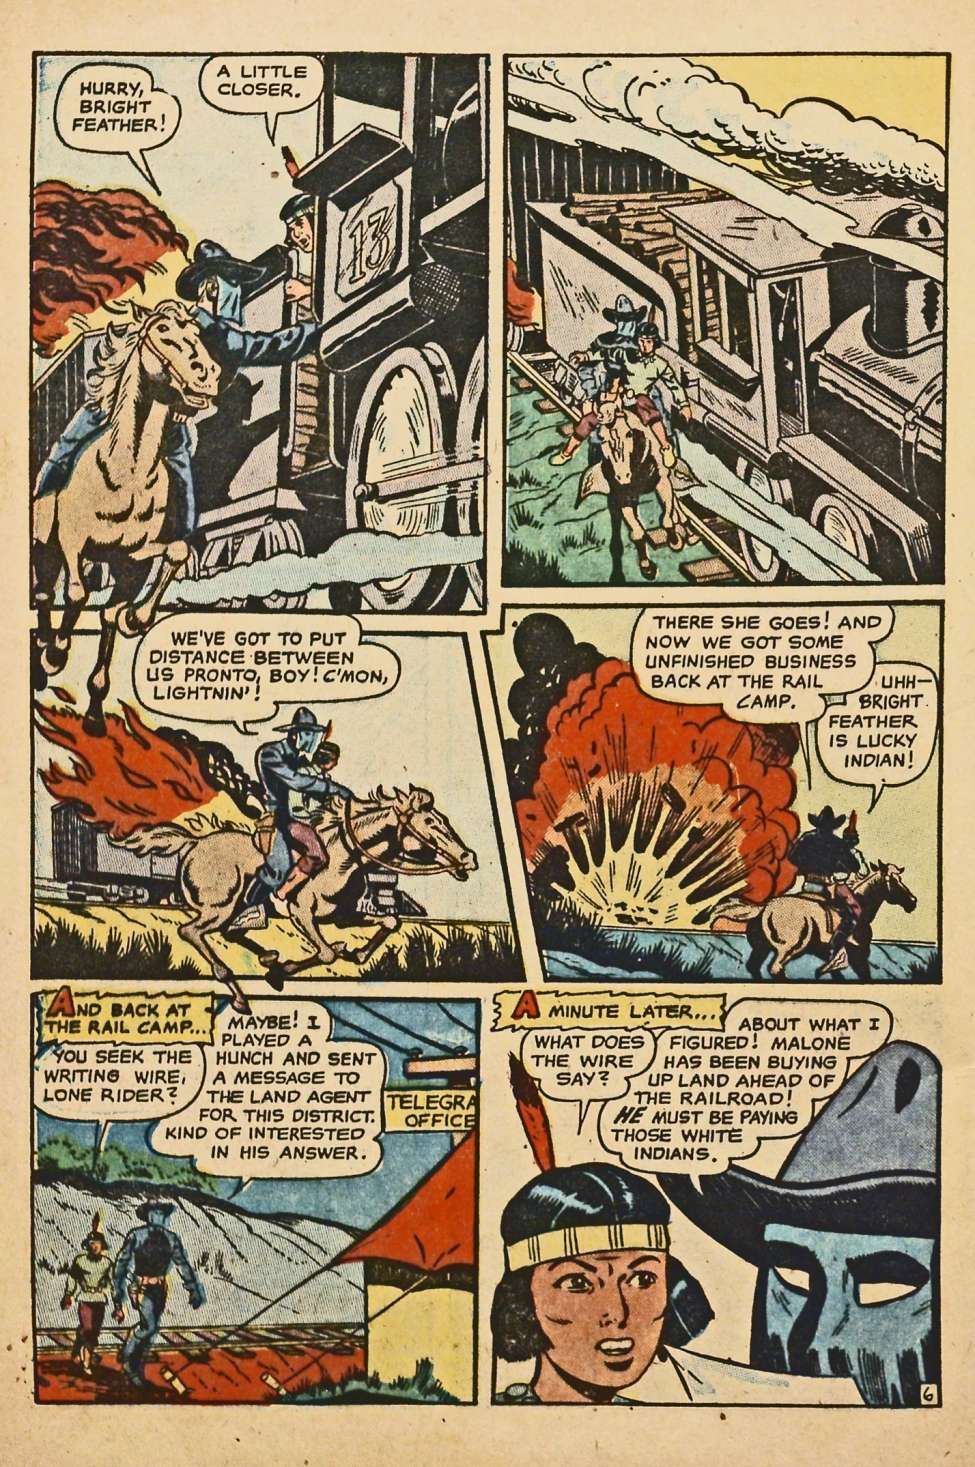 HURRY,
BRIGHT
FEATHER!
A LITTLE
CLOSER.
13
WE'VE GOT TO PUT
DISTANCE BETWEEN
US PRONTO, BOY! C'MON,
LIGHTNIN'!
THERE SHE GOES! AND
NOW WE GOT SOME
UNFINISHED BUSINESS
BACK AT THE RAIL
CAMP.
UHH-
BRIGHT
FEATHER
IS LUCKY
INDIAN!
AND BACK AT
THE RAIL CAMP...
YOU SEEK THE
WRITING WIRE,
LONE RIDER?
MAYBE! I
PLAYED A
HUNCH AND SENT
A MESSAGE TO
THE LAND AGENT
FOR THIS DISTRICT.
KIND OF INTERESTED
IN HIS ANSWER.
TELEGRA
OFFICE
A MINUTE LATER...
WHAT DOES
THE WIRE
SAY?
ABOUT WHAT I
FIGURED! MALONE
HAS BEEN BUYING
UP LAND AHEAD OF
THE RAILROAD!
HE MUST BE PAYING
THOSE WHITE
INDIANS.
6